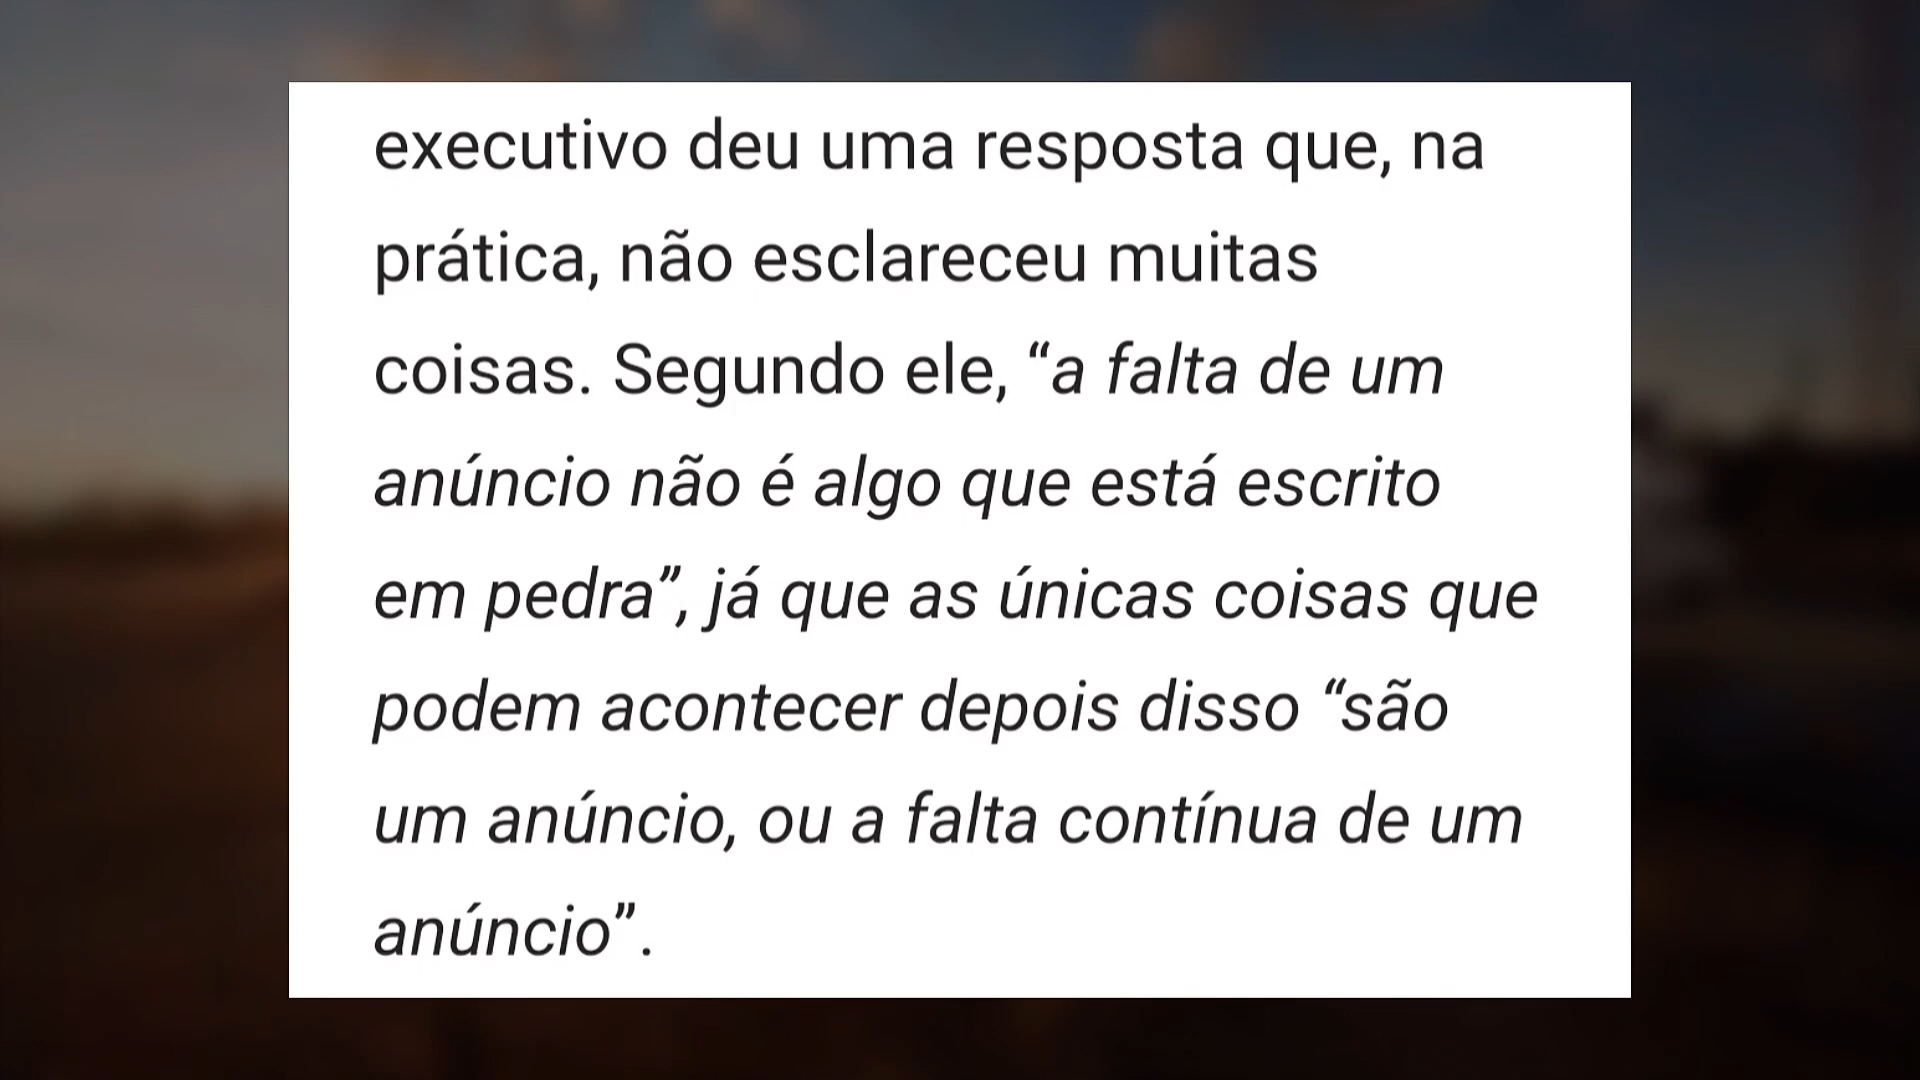 executivo deu uma resposta que, na
prática, não esclareceu muitas
coisas. Segundo ele, “a falta de um
anúncio não é algo que está escrito
em pedra”, já que as únicas coisas que
podem acontecer depois disso “são
um anúncio, ou a falta contínua de um
anúncio”.